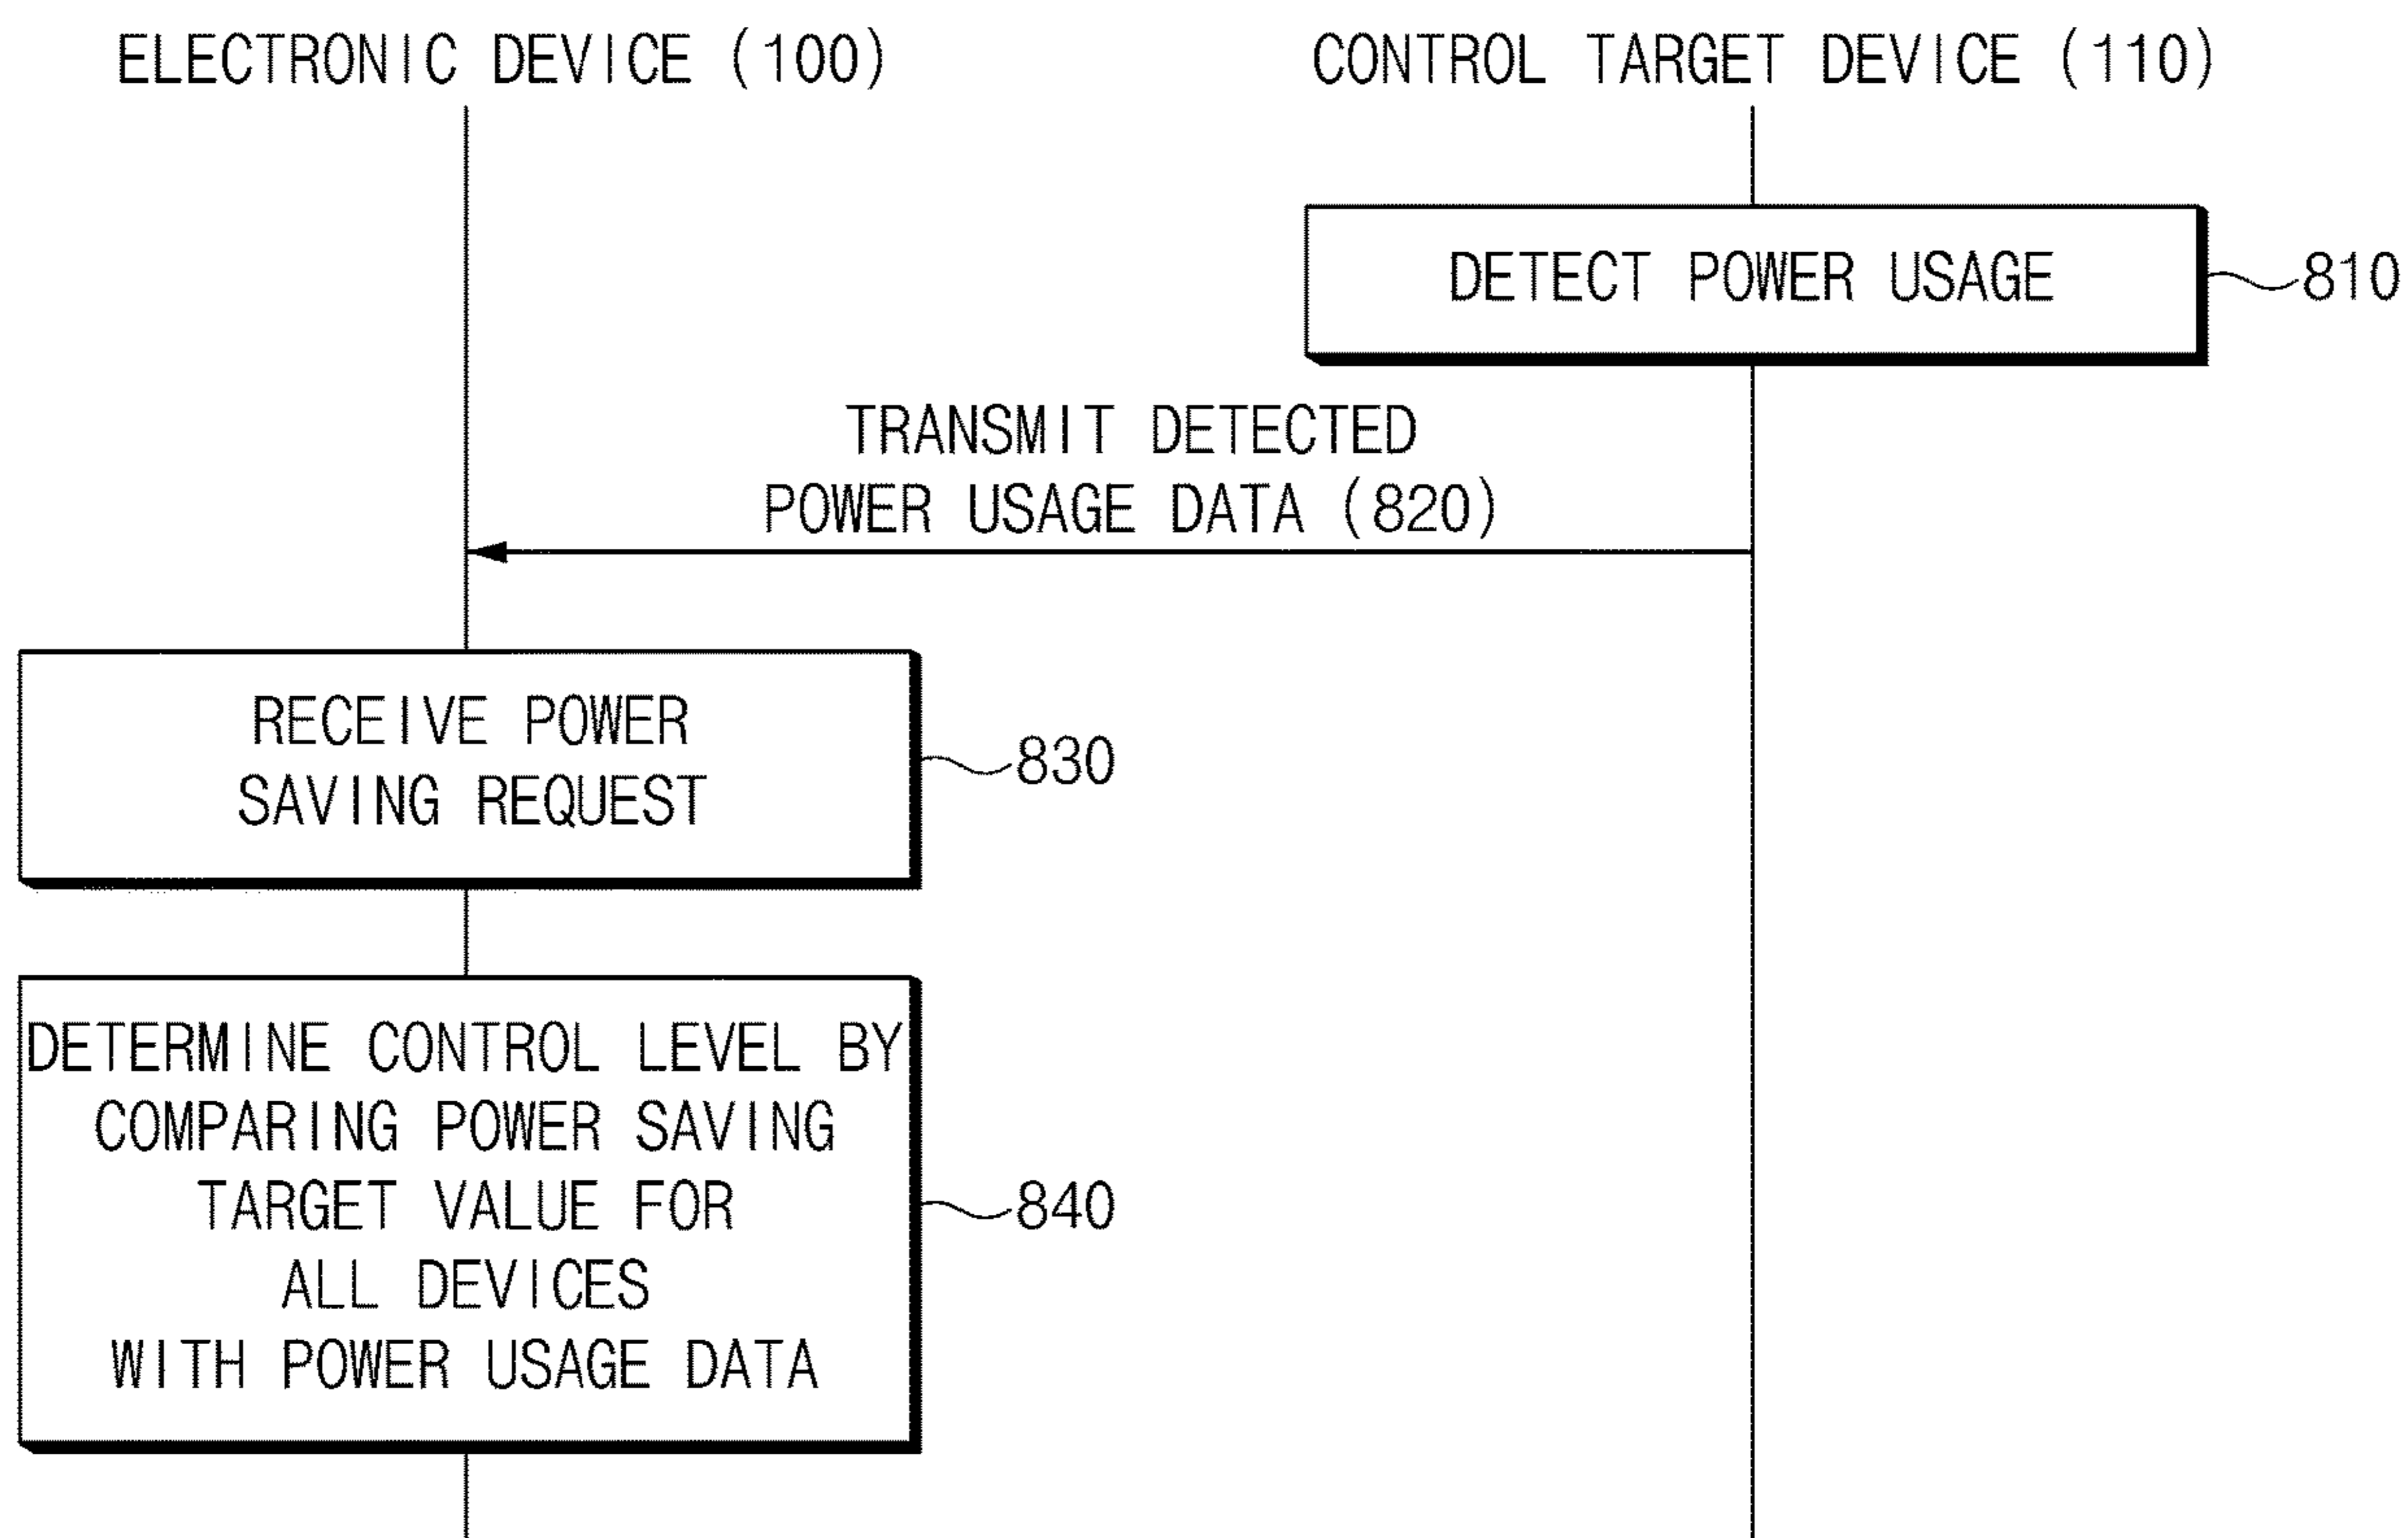 ELECTRONIC DEVICE (100)
CONTROL TARGET DEVICE (110)
DETECT POWER USAGE
810
TRANSMIT DETECTED
POWER USAGE DATA (820)
RECEIVE POWER
SAVING REQUEST
830
DETERMINE CONTROL LEVEL BY
COMPARING POWER SAVING
TARGET VALUE FOR
ALL DEVICES
WITH POWER USAGE DATA
840